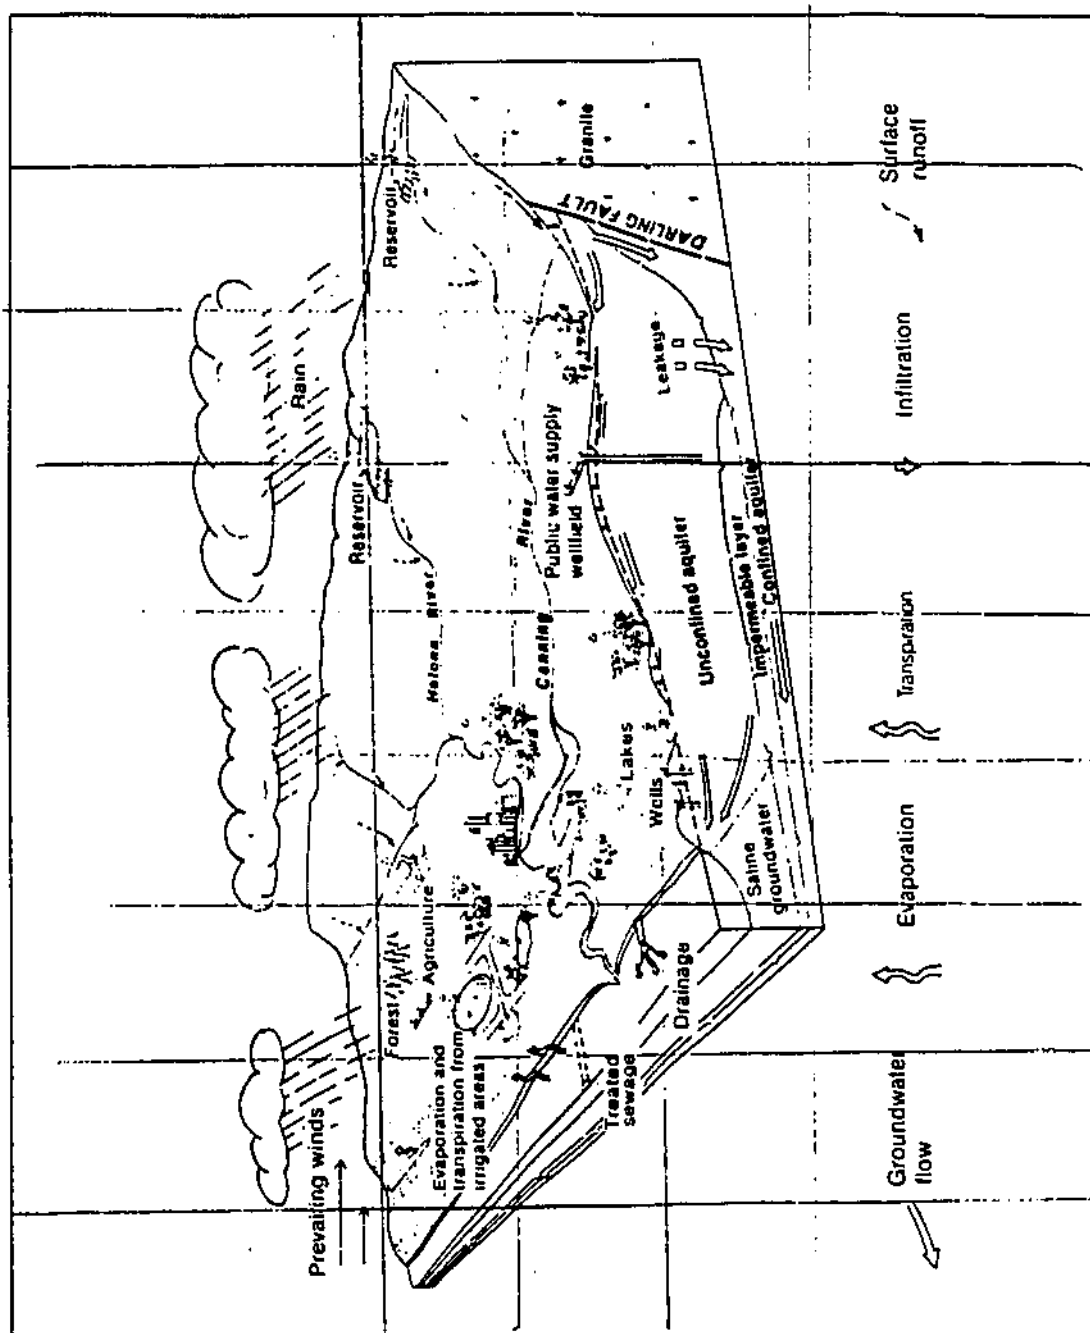 Prevailing winds
Rain
Reservoir
Reservoir
Forest
Agriculture
Evaporation and
transpiration from
irrigated areas
Helena River
Canning River
Public water supply
wellfield
Lakes
Wells
Granite
DARLING FAULT
Leakage
Unconfined aquifer
Impermeable layer
Confined aquifer
Saline
groundwater
Drainage
Treated
sewage
Groundwater
flow
Evaporation
Transpiration
Infiltration
Surface
runoff